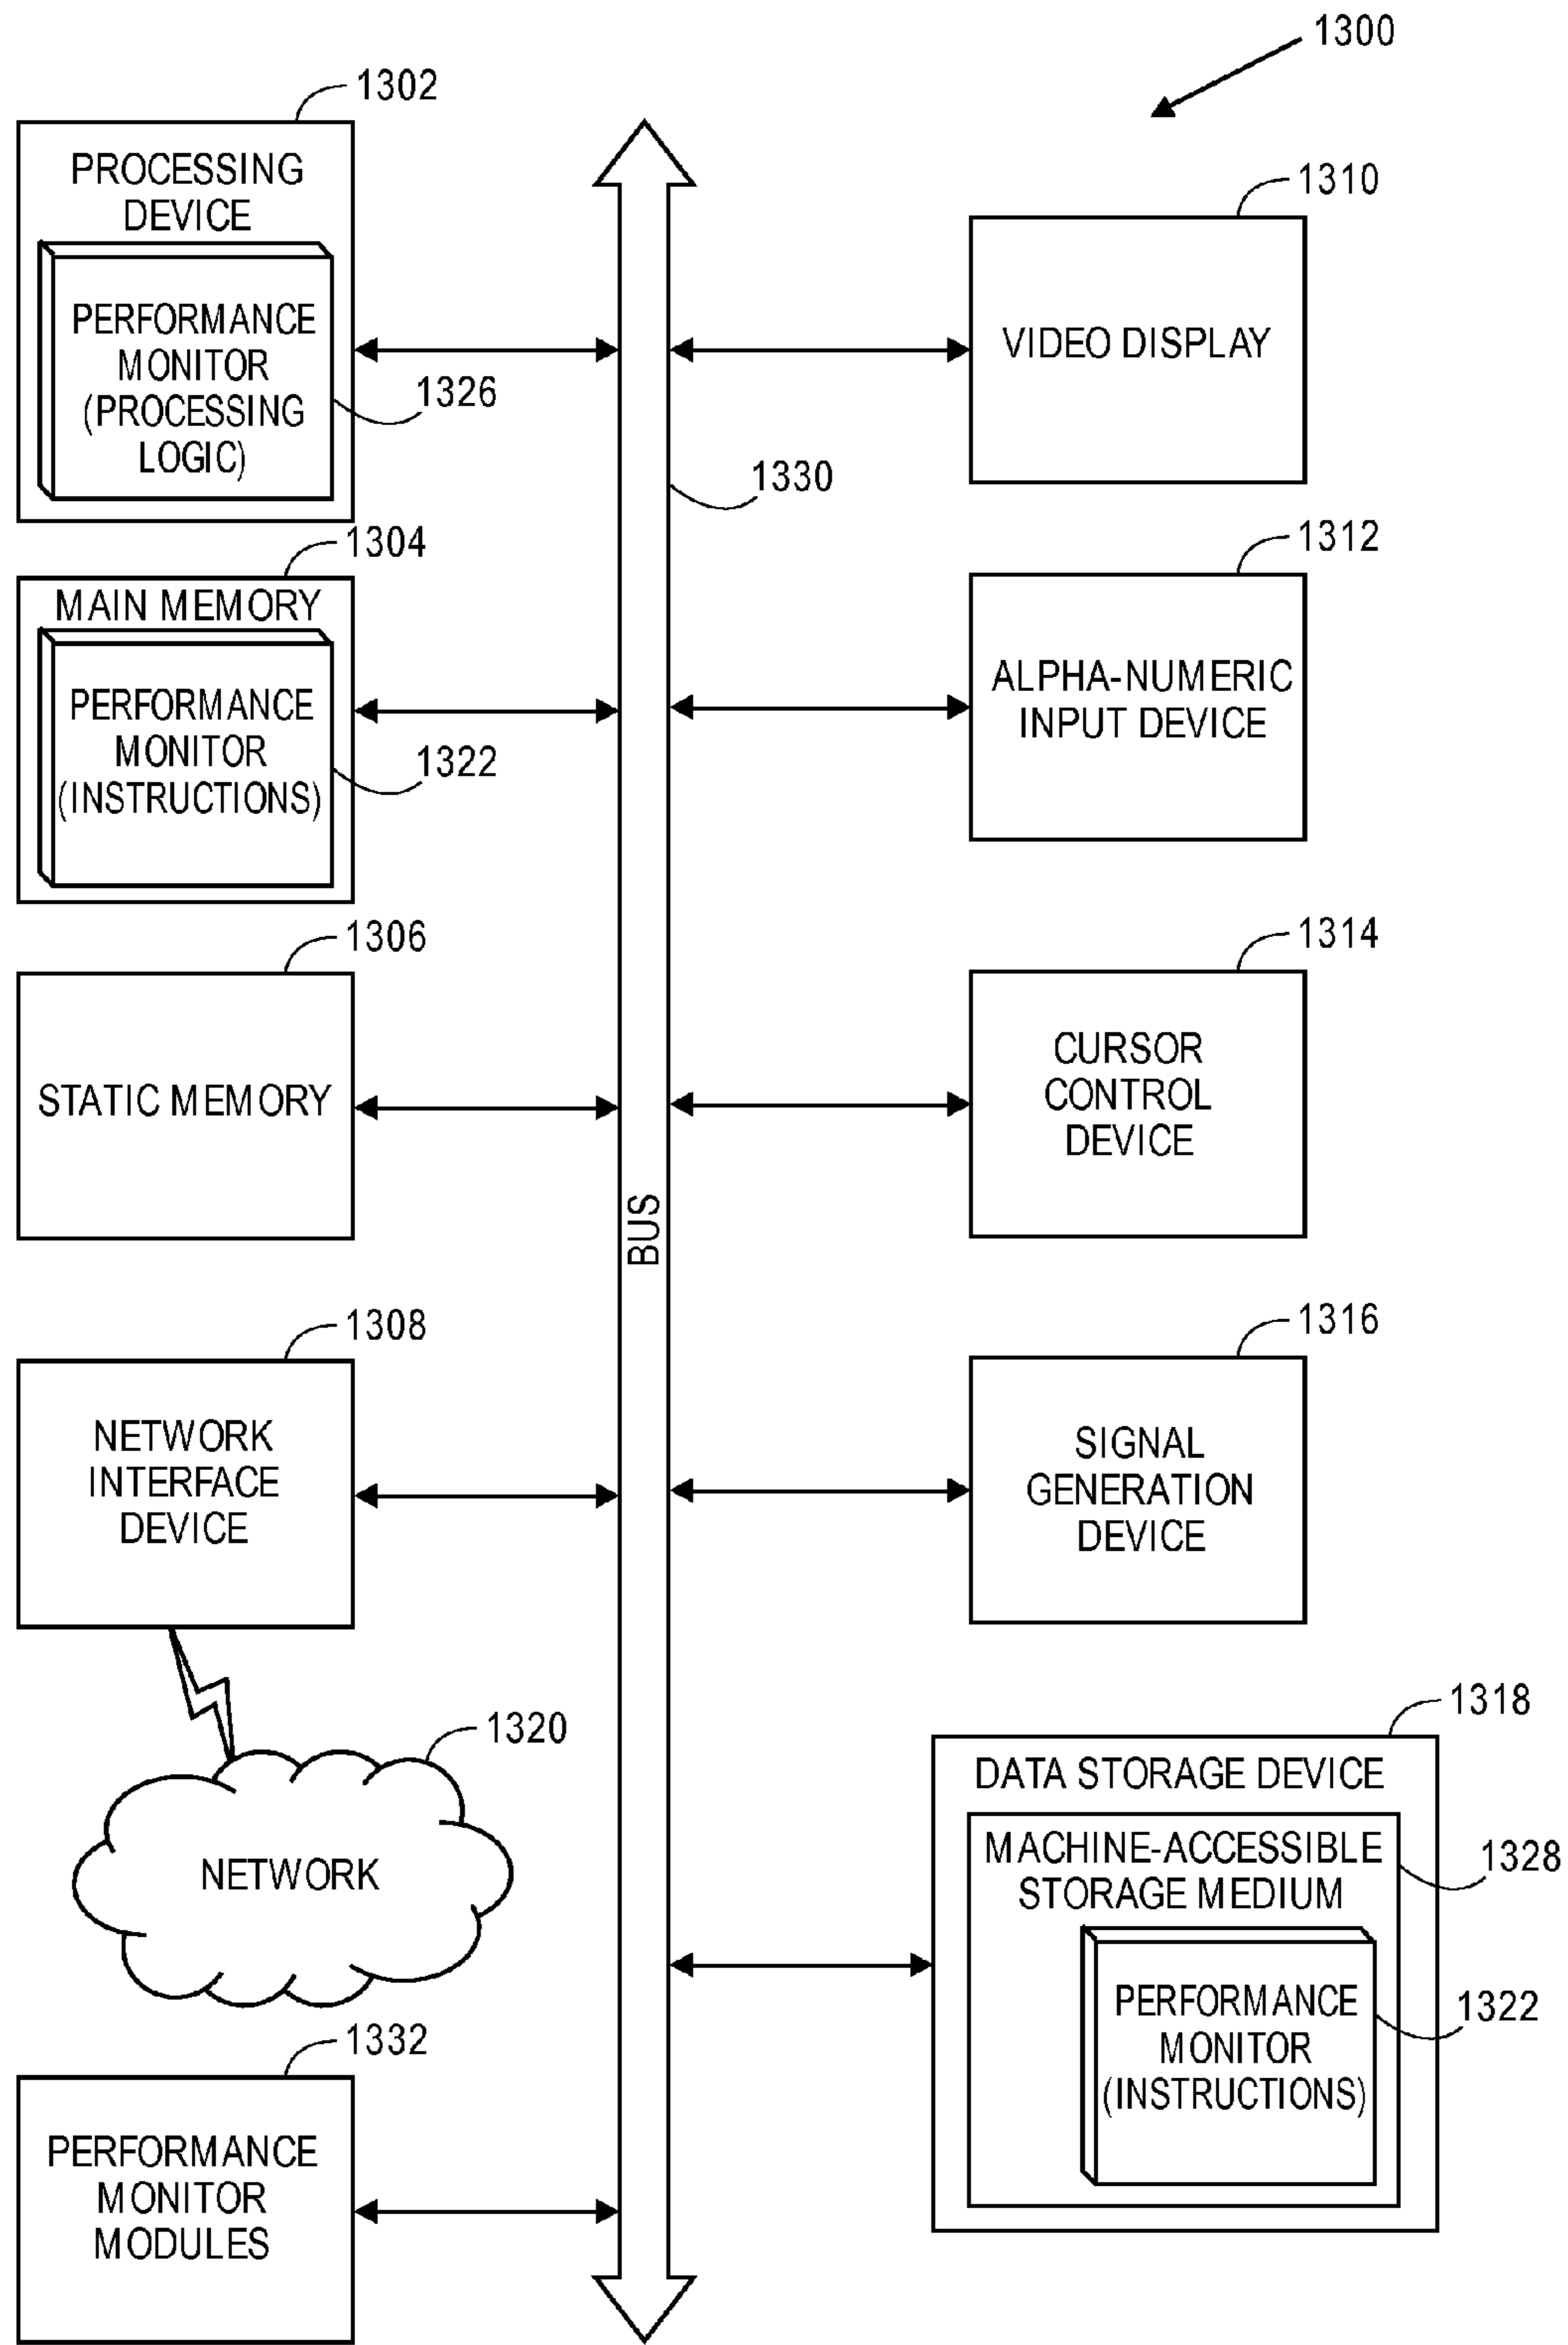 1300
1302
PROCESSING
DEVICE
PERFORMANCE
MONITOR
(PROCESSING
LOGIC)
1326
1304
MAIN MEMORY
PERFORMANCE
MONITOR
(INSTRUCTIONS)
1322
1306
STATIC MEMORY
1308
NETWORK
INTERFACE
DEVICE
1320
NETWORK
1332
PERFORMANCE
MONITOR
MODULES
BUS
1330
1310
VIDEO DISPLAY
1312
ALPHA-NUMERIC
INPUT DEVICE
1314
CURSOR
CONTROL
DEVICE
1316
SIGNAL
GENERATION
DEVICE
1318
DATA STORAGE DEVICE
MACHINE-ACCESSIBLE
STORAGE MEDIUM
1328
PERFORMANCE
MONITOR
(INSTRUCTIONS)
1322